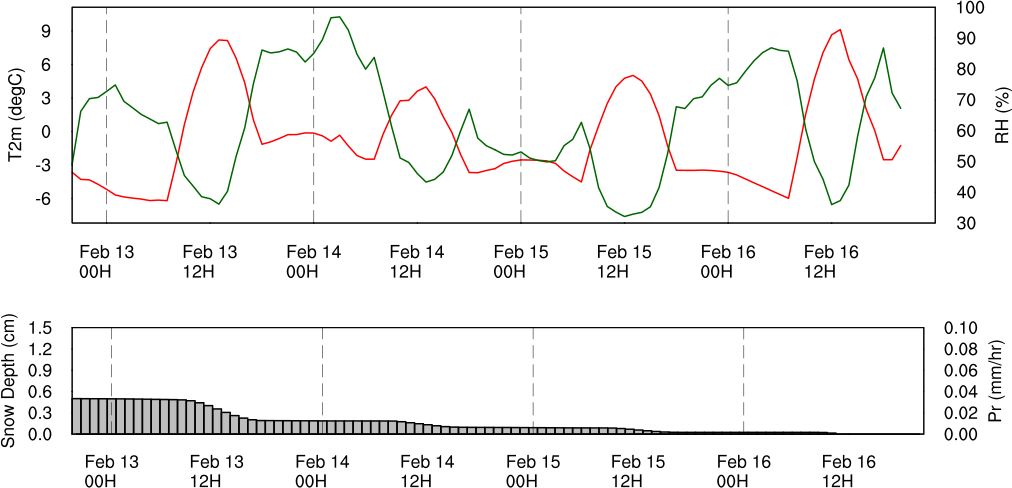 100
9
90
80
6
70
3
60
0
50
-3
40
-6
30
T2m (degC)
RH (%)
Feb 13 Feb 13 Feb 14 Feb 14 Feb 15 Feb 15 Feb 16 Feb 16
00H 12H 00H 12H 00H 12H 00H 12H
1.5 0.10
1.2 0.08
0.9 0.06
0.6 0.04
0.3 0.02
0.0 0.00
Snow Depth (cm)
Pr (mm/hr)
Feb 13 Feb 13 Feb 14 Feb 14 Feb 15 Feb 15 Feb 16 Feb 16
00H 12H 00H 12H 00H 12H 00H 12H